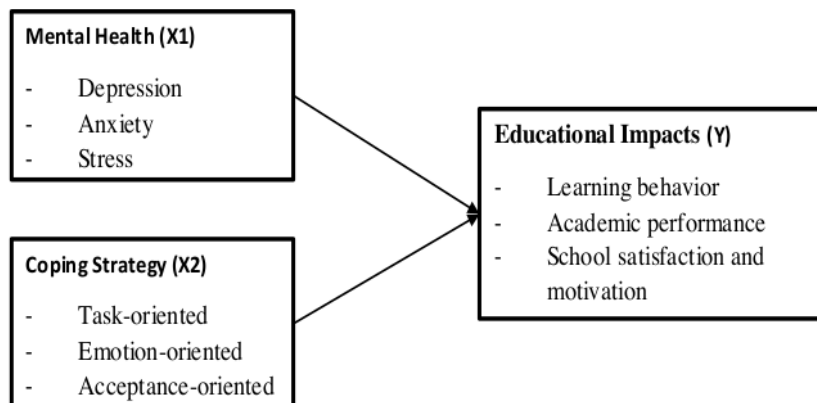 Mental Health (X1)
- Depression
- Anxiety
- Stress
Coping Strategy (X2)
- Task-oriented
- Emotion-oriented
- Acceptance-oriented
Educational Impacts (Y)
- Learning behavior
- Academic performance
- School satisfaction and
motivation